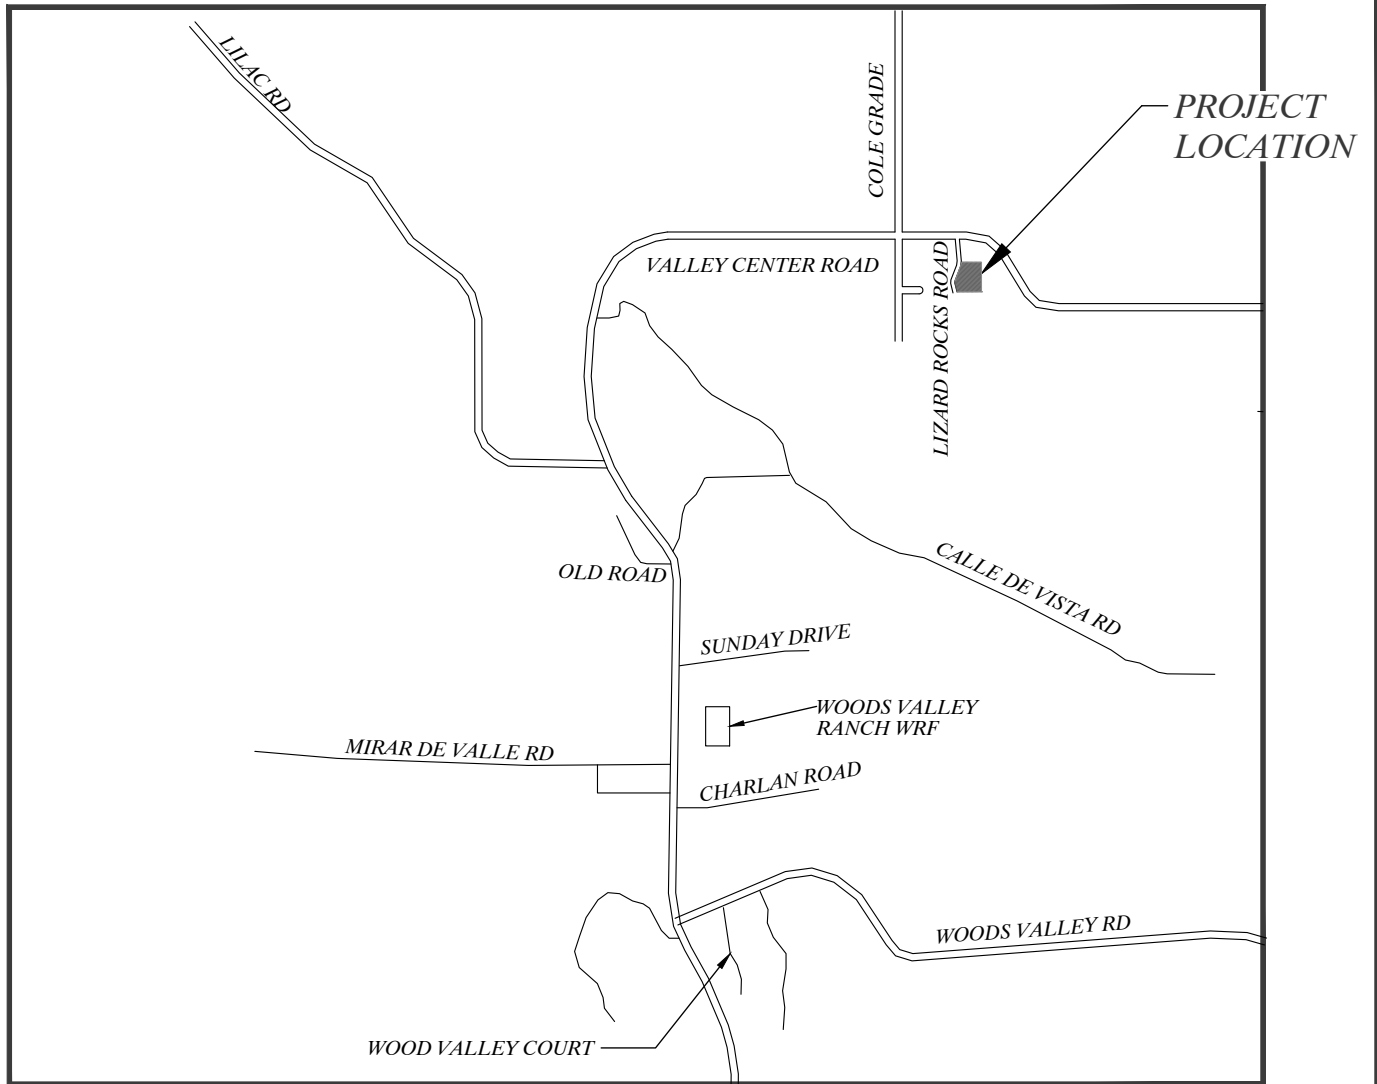 LILAC RD
COLE GRADE
PROJECT
LOCATION
VALLEY CENTER ROAD
LIZARD ROCKS ROAD
OLD ROAD
CALLE DE VISTA RD
SUNDAY DRIVE
WOODS VALLEY
RANCH WRF
MIRAR DE VALLE RD
CHARLAN ROAD
WOODS VALLEY RD
WOOD VALLEY COURT